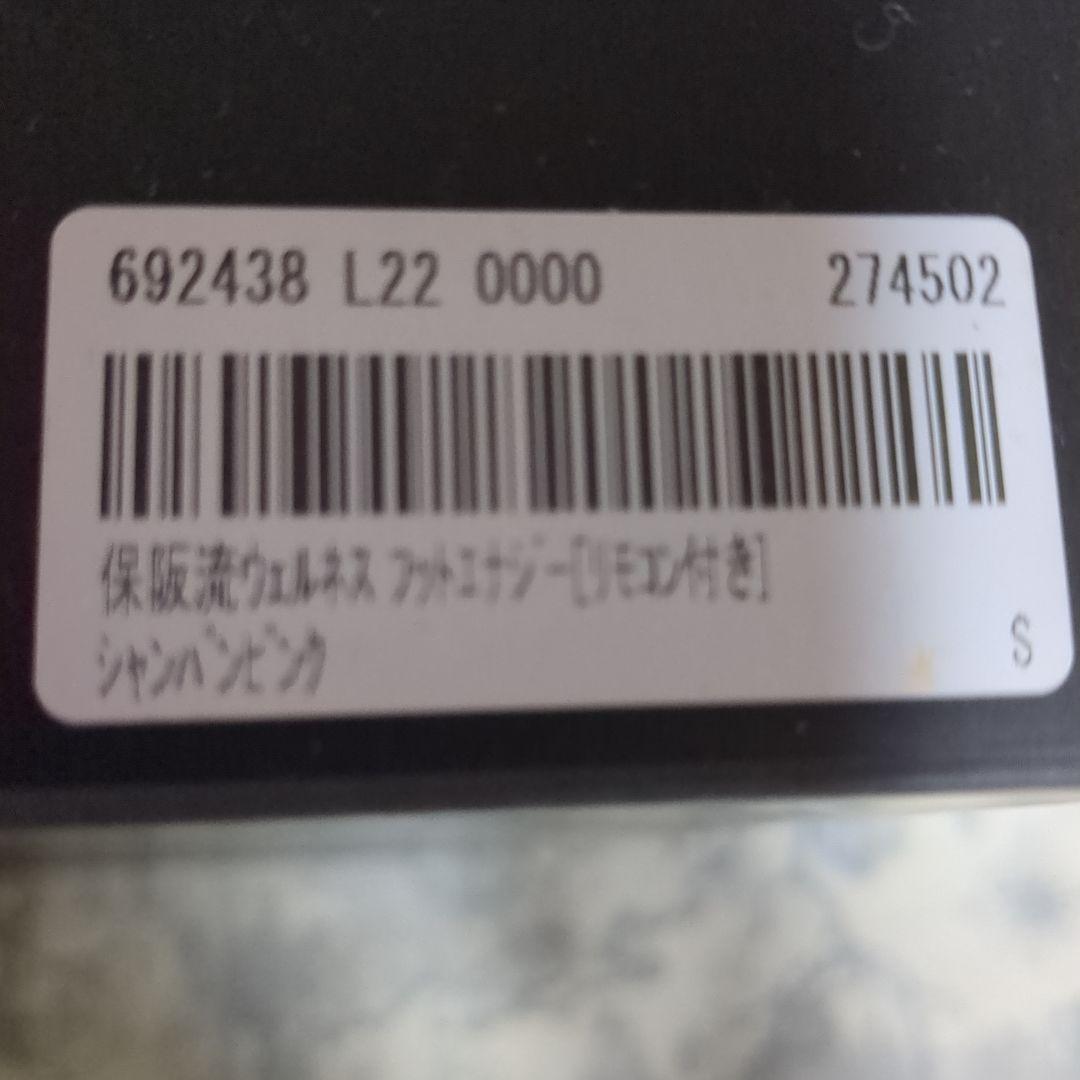 692438 L22 0000 274502
保阪流ウェルネス フットエナジー[リモコン付き]
シャンパンピンク S